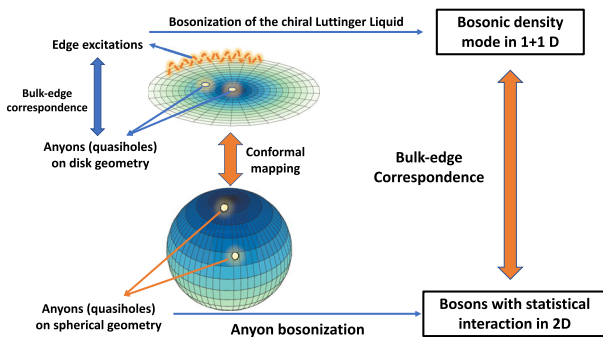 Bosonization of the chiral Luttinger Liquid
Bosonic density
mode in 1+1 D
Edge excitations
Bulk-edge
correspondence
Anyons (quasiholes)
on disk geometry
Conformal
mapping
Bulk-edge
Correspondence
Anyons (quasiholes)
on spherical geometry
Anyon bosonization
Bosons with statistical
interaction in 2D